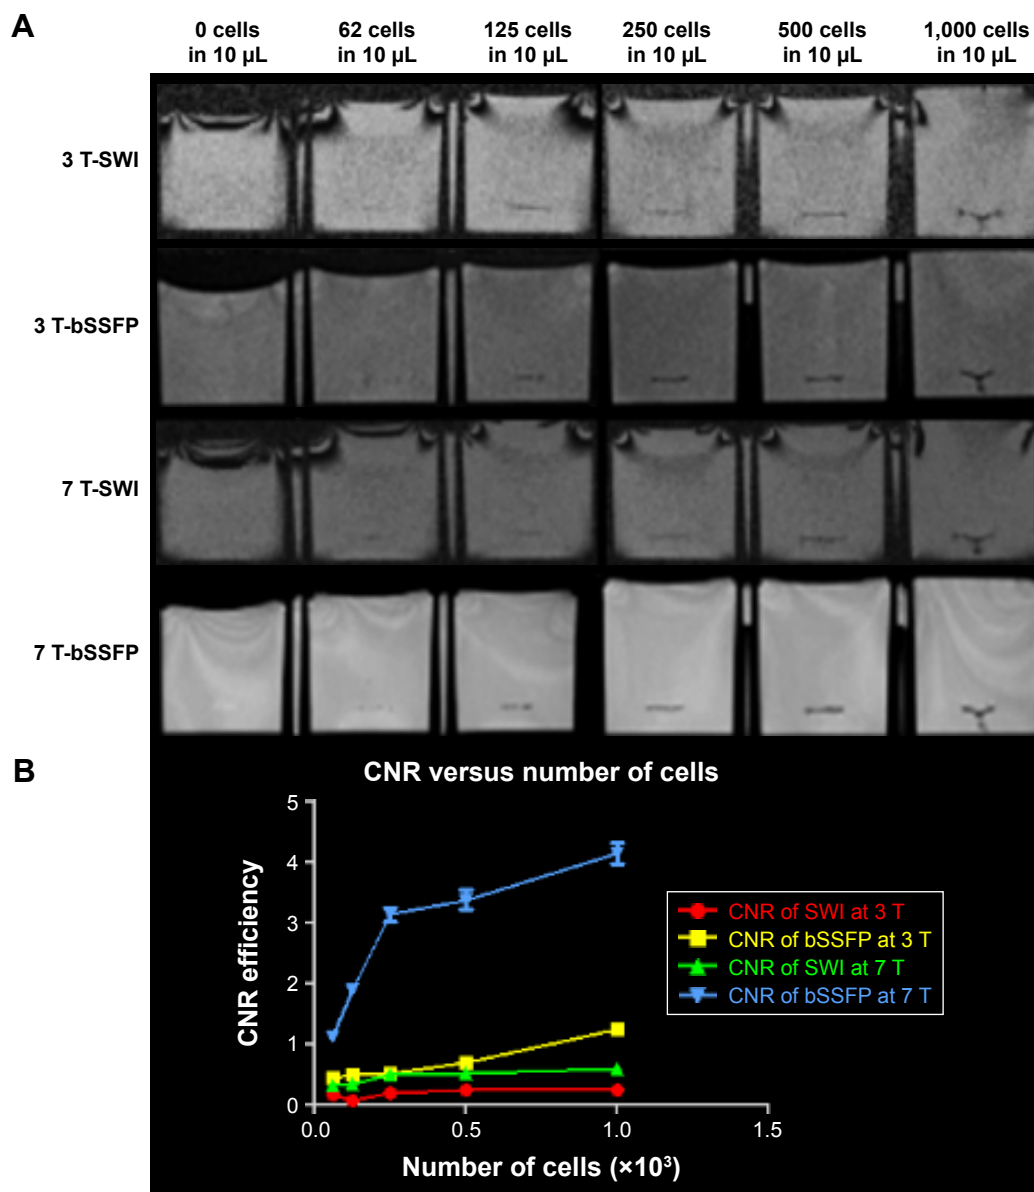 A
0 cells
in 10 µL
62 cells
in 10 µL
125 cells
in 10 µL
250 cells
in 10 µL
500 cells
in 10 µL
1,000 cells
in 10 µL
3 T-SWI
3 T-bSSFP
7 T-SWI
7 T-bSSFP
B
CNR versus number of cells
5
4
3
2
1
0
CNR efficiency
0.0
0.5
1.0
1.5
Number of cells (×10³)
CNR of SWI at 3 T
CNR of bSSFP at 3 T
CNR of SWI at 7 T
CNR of bSSFP at 7 T